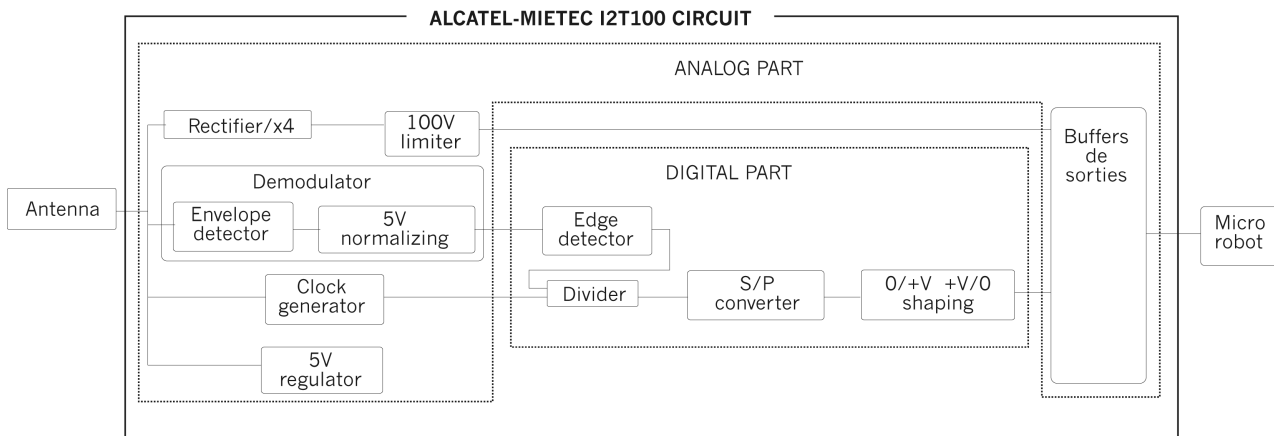 ALCATEL-MIETEC I2T100 CIRCUIT
ANALOG PART
Rectifier/x4
100V
limiter
Buffers
de
sorties
Demodulator
DIGITAL PART
Antenna
Envelope
detector
5V
normalizing
Edge
detector
Micro
robot
Clock
generator
Divider
S/P
converter
0/+V +V/0
shaping
5V
regulator